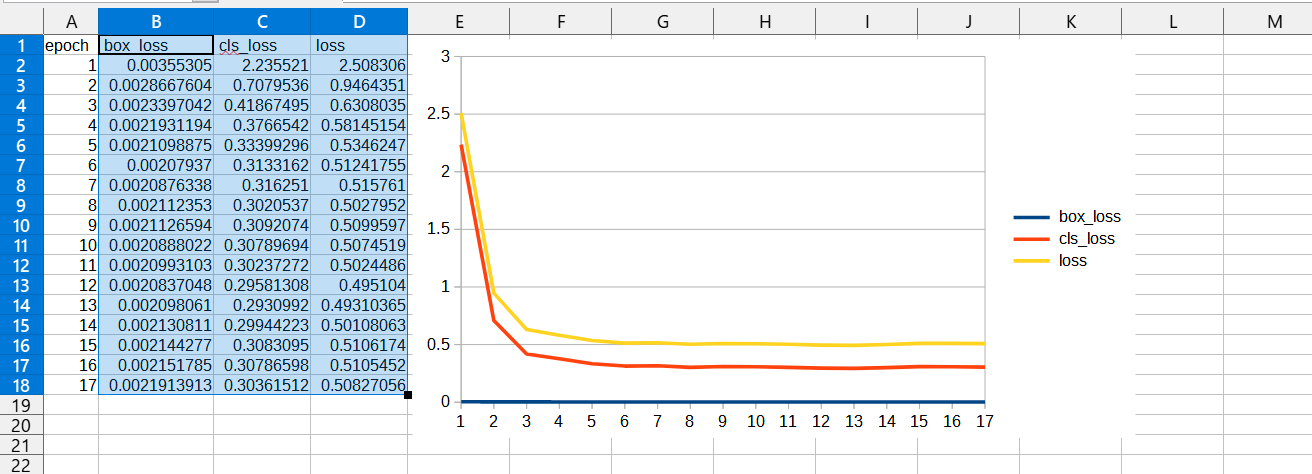 A B C D E F G H I J K L M
1 epoch box_loss cls_loss loss
2 1 0.00355305 2.235521 2.508306
3 2 0.0028667604 0.7079536 0.9464351
4 3 0.0023397042 0.41867495 0.6308035
5 4 0.0021931194 0.3766542 0.58145154
6 5 0.0021098875 0.33399296 0.5346247
7 6 0.00207937 0.3133162 0.51241755
8 7 0.0020876338 0.316251 0.515761
9 8 0.002112353 0.3020537 0.5027952
10 9 0.0021126594 0.3092074 0.5099597
11 10 0.0020888022 0.30789694 0.5074519
12 11 0.0020993103 0.30237272 0.5024486
13 12 0.0020837048 0.29581308 0.495104
14 13 0.002098061 0.2930992 0.49310365
15 14 0.002130811 0.29944223 0.50108063
16 15 0.002144277 0.3083095 0.5106174
17 16 0.002151785 0.30786598 0.5105452
18 17 0.0021913913 0.30361512 0.50827056
19
20
21
22
3
2.5
2
1.5
1
0.5
0
1 2 3 4 5 6 7 8 9 10 11 12 13 14 15 16 17
box_loss
cls_loss
loss